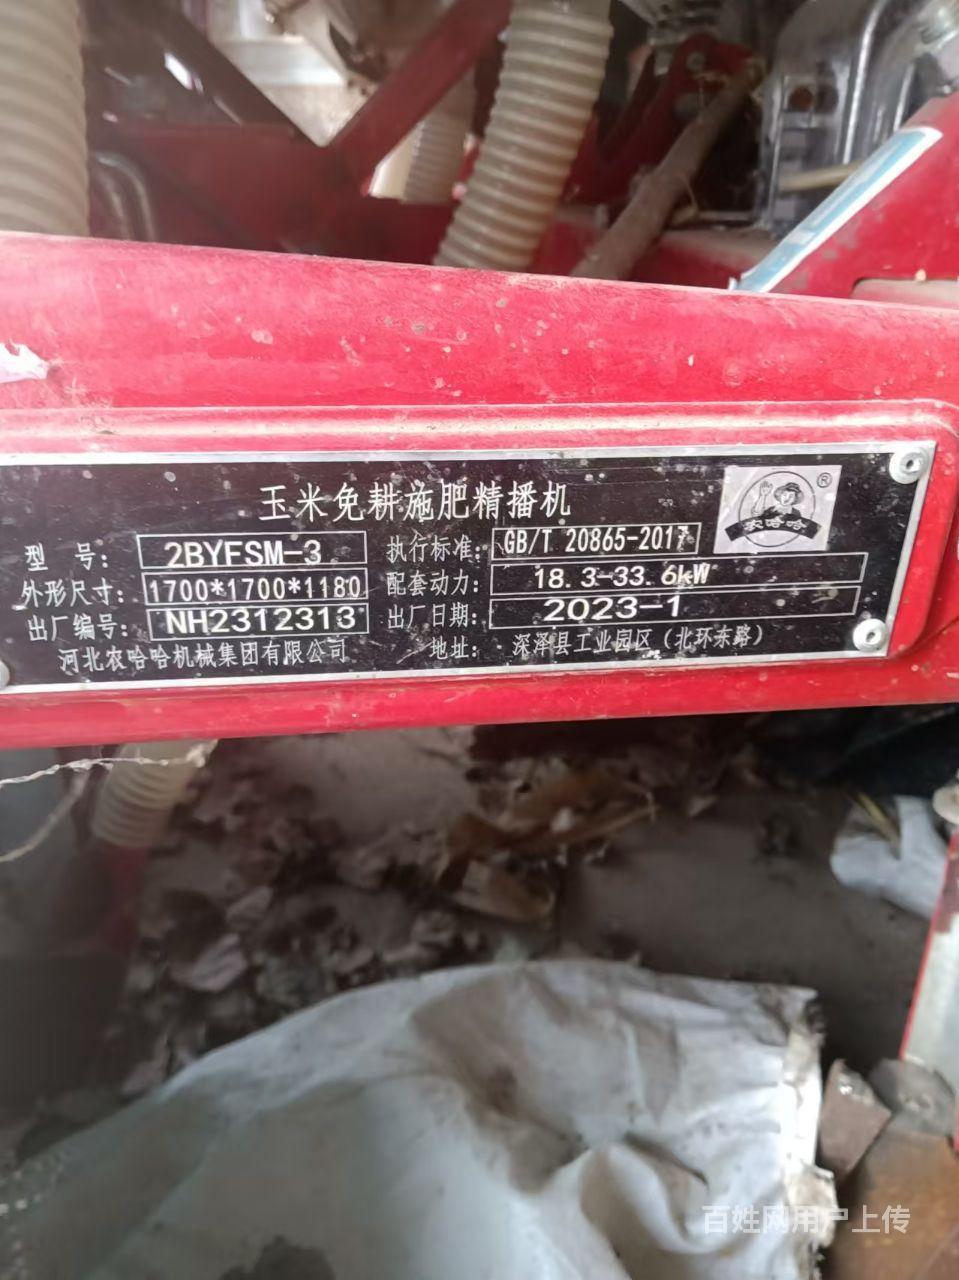 玉米免耕施肥精播机
农哈哈 ®
型号: 2BYFSM-3
执行标准: GB/T 20865-2017
外形尺寸: 1700*1700*1180
配套动力: 18.3-33.6kW
出厂编号: NH2312313
出厂日期: 2023-1
河北农哈哈机械集团有限公司
地址: 深泽县工业园区(北环东路)
百姓网用户上传